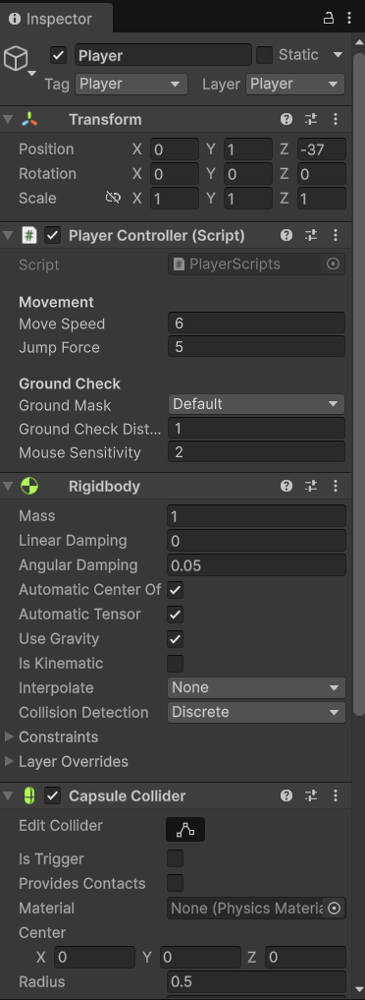 Inspector
Player Static
Tag Player Layer Player
Transform
Position X 0 Y 1 Z -37
Rotation X 0 Y 0 Z 0
Scale X 1 Y 1 Z 1
# Player Controller (Script)
Script # PlayerScripts
Movement
Move Speed 6
Jump Force 5
Ground Check
Ground Mask Default
Ground Check Dist... 1
Mouse Sensitivity 2
Rigidbody
Mass 1
Linear Damping 0
Angular Damping 0.05
Automatic Center Of
Automatic Tensor
Use Gravity
Is Kinematic
Interpolate None
Collision Detection Discrete
Constraints
Layer Overrides
Capsule Collider
Edit Collider
Is Trigger
Provides Contacts
Material None (Physics Materia
Center
X 0 Y 0 Z 0
Radius 0.5